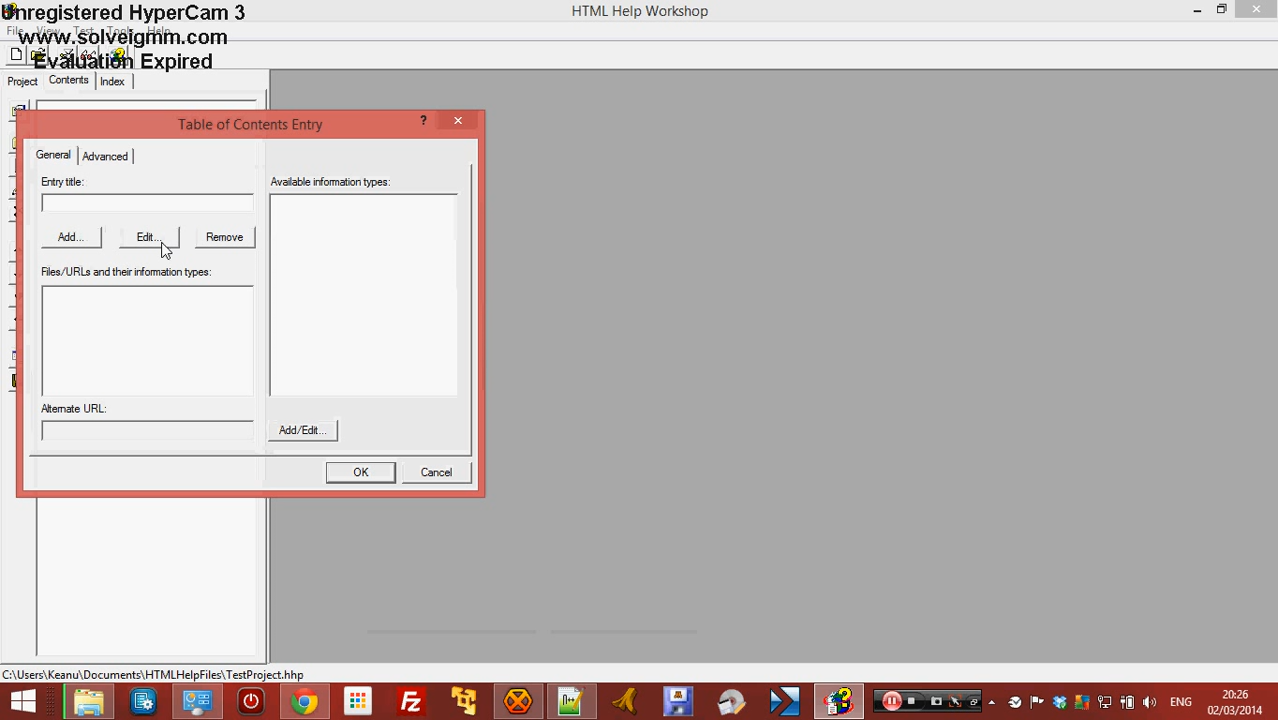 Unregistered HyperCam 3
HTML Help Workshop
www.solveigmm.com
Evaluation Expired
Project Contents Index
Table of Contents Entry
?
General Advanced
Entry title:
Available information types:
Add... Edit... Remove
Files/URLs and their information types:
Alternate URL:
Add/Edit...
OK Cancel
C:\Users\Keanu\Documents\HTMLHelpFiles\TestProject.hhp
ENG
20:26
02/03/2014